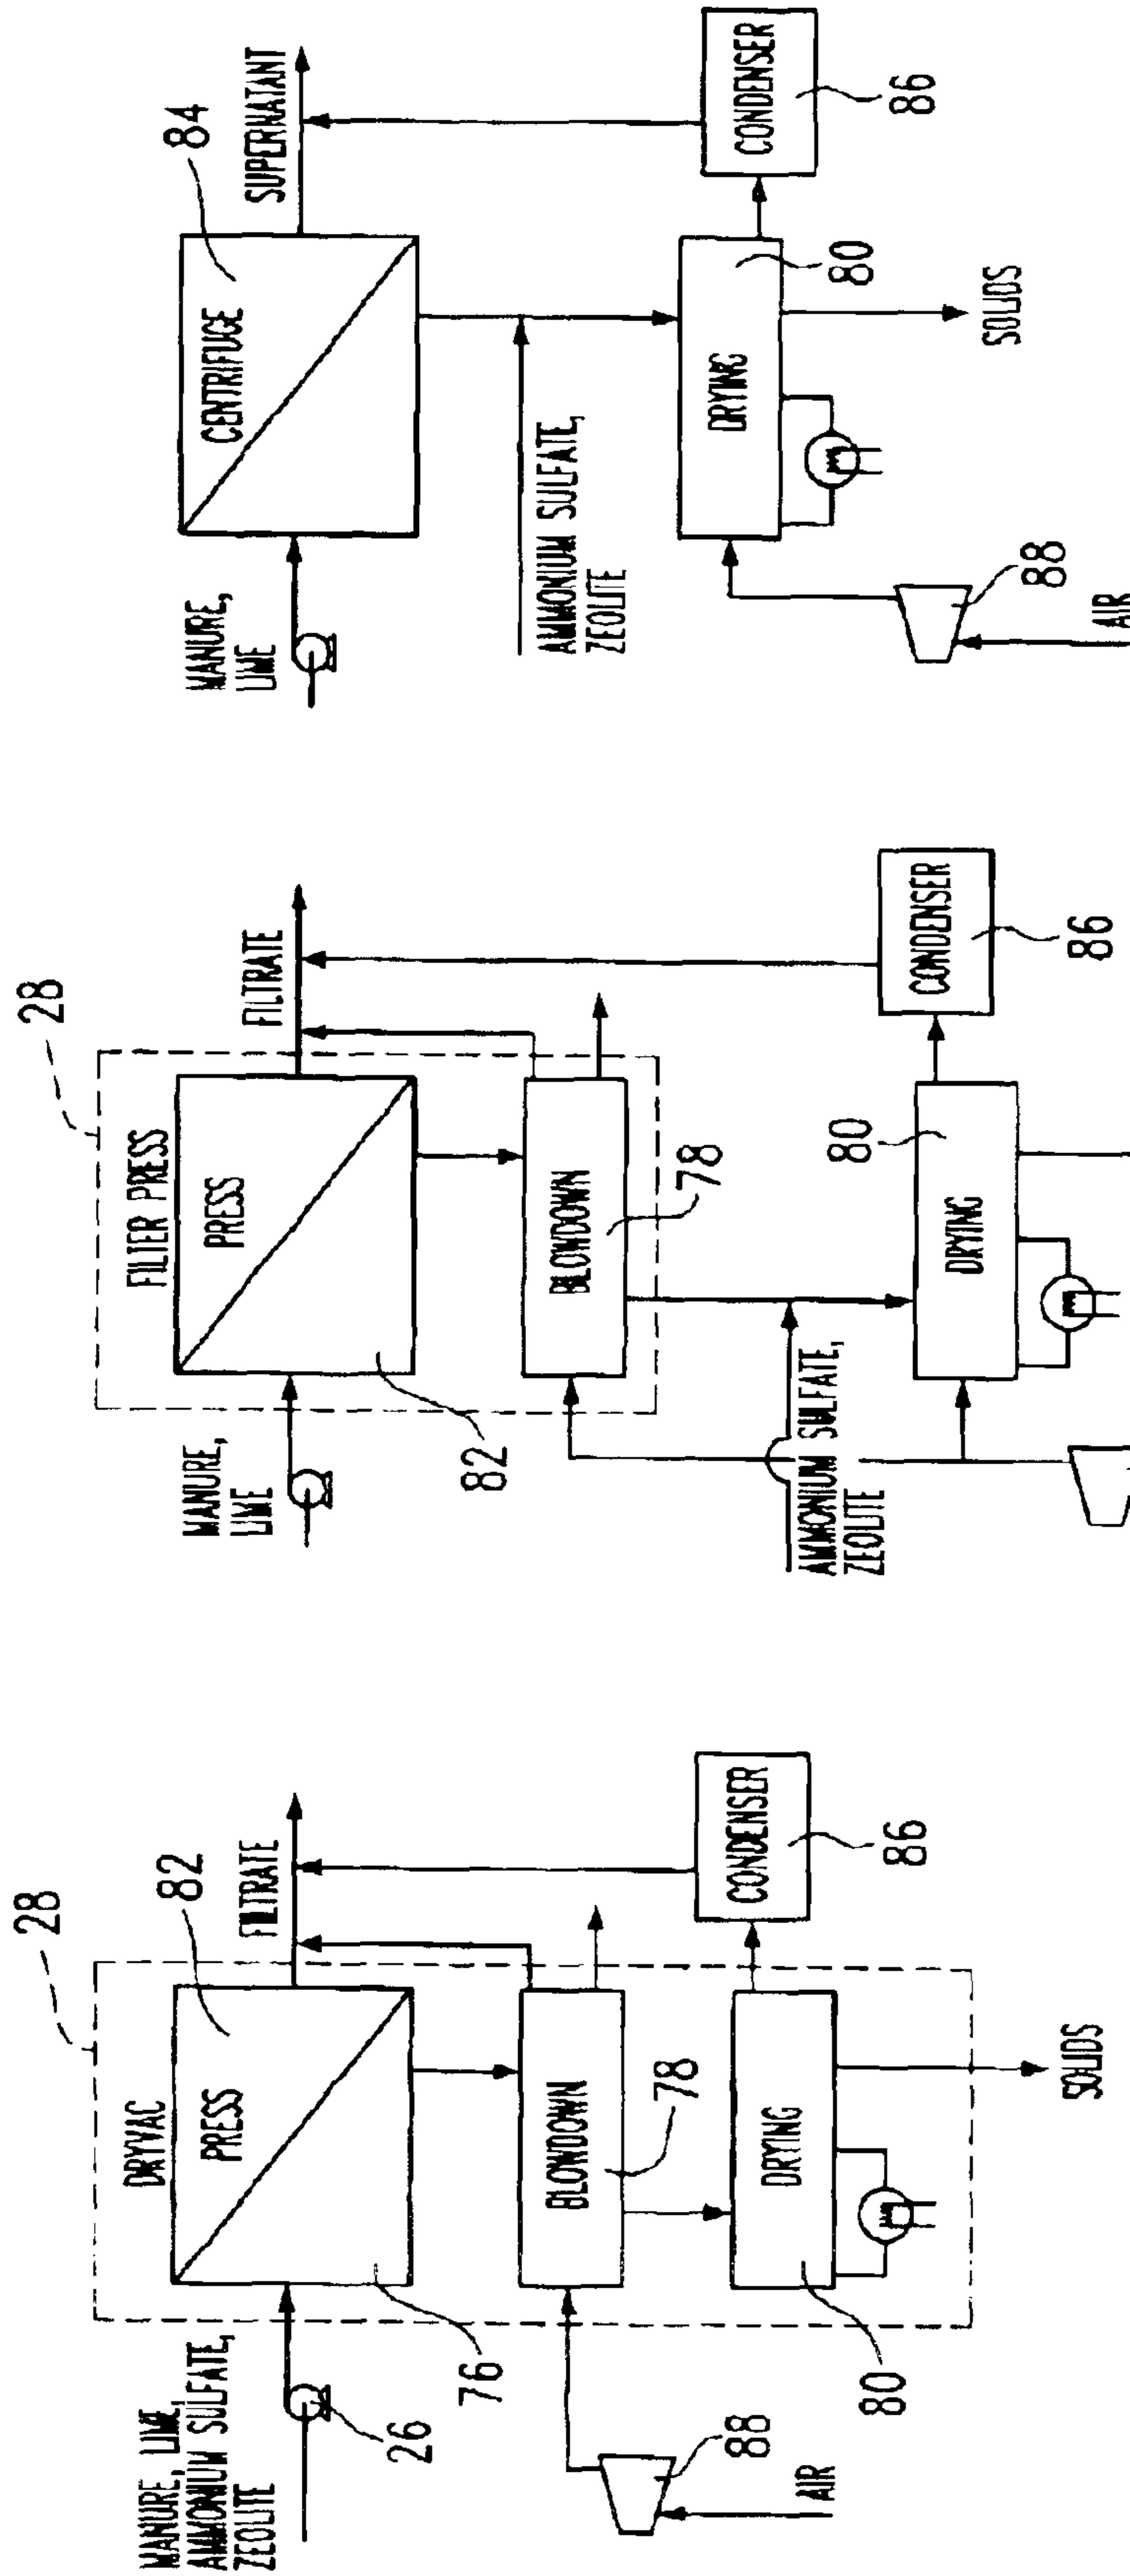 28
DRYVAC
MANURE, LIME,
AMMONIUM SULFATE,
ZEOLITE
26
PRESS
82
76
FILTRATE
BLOWDOWN
78
88
AIR
DRYING
80
CONDENSER
86
SOLIDS
28
FILTER PRESS
MANURE,
LIME
PRESS
82
FILTRATE
BLOWDOWN
78
AMMONIUM SULFATE,
ZEOLITE
DRYING
80
CONDENSER
86
MANURE,
LIME
CENTRIFUGE
84
SUPERNATANT
AMMONIUM SULFATE,
ZEOLITE
DRYING
80
CONDENSER
86
SOLIDS
88
AIR